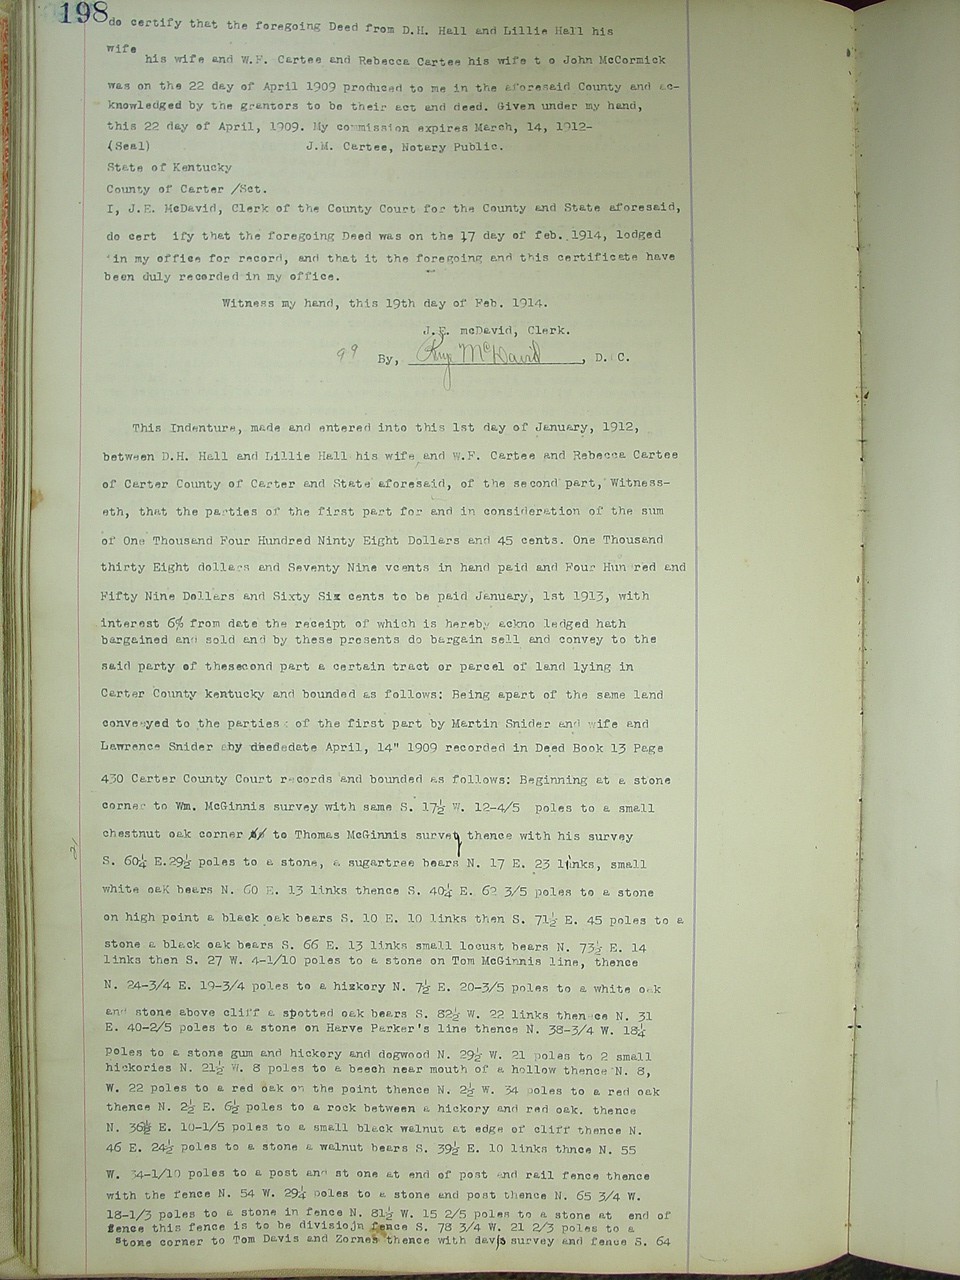 198
do certify that the foregoing Deed from D.H. Hall and Lillie Hall his
wife
his wife and W.F. Cartee and Rebecca Cartee his wife t o John McCormick
was on the 22 day of April 1909 produced to me in the aforesaid County and ac-
knowledged by the grantors to be their act and deed. Given under my hand,
this 22 day of April, 1909. My commission expires March, 14, 1912-
(Seal) J.M. Cartee, Notary Public.
State of Kentucky
County of Carter /Sct.
I, J.E. McDavid, Clerk of the County Court for the County and State aforesaid,
do cert ify that the foregoing Deed was on the 17 day of feb. 1914, lodged
in my office for record, and that it the foregoing and this certificate have
been duly recorded in my office.
Witness my hand, this 19th day of Feb. 1914.
J.E. mcDavid, Clerk.
99 By, McDavid, D. C.
This Indenture, made and entered into this 1st day of January, 1912,
between D.H. Hall and Lillie Hall his wife and W.F. Cartee and Rebecca Cartee
of Carter County of Carter and State aforesaid, of the second part, Witness-
eth, that the parties of the first part for and in consideration of the sum
of One Thousand Four Hundred Ninty Eight Dollars and 45 cents. One Thousand
thirty Eight dollars and Seventy Nine vcents in hand paid and Four Hun red and
Fifty Nine Dollars and Sixty Six cents to be paid January, 1st 1913, with
interest 6% from date the receipt of which is hereby ackno ledged hath
bargained and sold and by these presents do bargain sell and convey to the
said party of thesecond part a certain tract or parcel of land lying in
Carter County kentucky and bounded as follows: Being apart of the same land
conveyed to the parties : of the first part by Martin Snider and wife and
Lawrence Snider by date April, 14" 1909 recorded in Deed Book 13 Page
430 Carter County Court records and bounded as follows: Beginning at a stone
corner to Wm. McGinnis survey with same S. 17½ W. 12-4/5 poles to a small
chestnut oak corner to Thomas McGinnis survey thence with his survey
S. 60¼ E.29½ poles to a stone, a sugartree bears N. 17 E. 23 links, small
white oak bears N. 60 E. 13 links thence S. 40¼ E. 62 3/5 poles to a stone
on high point a black oak bears S. 10 E. 10 links then S. 71½ E. 45 poles to a
stone a black oak bears S. 66 E. 13 links small locust bears N. 73½ E. 14
links then S. 27 W. 4-1/10 poles to a stone on Tom McGinnis line, thence
N. 24-3/4 E. 19-3/4 poles to a hickory N. 7½ E. 20-3/5 poles to a white oak
and stone above cliff a spotted oak bears S. 82½ W. 22 links thence N. 31
E. 40-2/5 poles to a stone on Harve Parker's line thence N. 38-3/4 W. 18¼
poles to a stone gum and hickory and dogwood N. 29½ W. 21 poles to 2 small
hickories N. 21½ W. 8 poles to a beech near mouth of a hollow thence N. 8,
W. 22 poles to a red oak on the point thence N. 2½ W. 34 poles to a red oak
thence N. 2½ E. 6½ poles to a rock between a hickory and red oak. thence
N. 36½ E. 10-1/5 poles to a small black walnut at edge of cliff thence N.
46 E. 24½ poles to a stone a walnut bears S. 39½ E. 10 links thnce N. 55
W. 34-1/10 poles to a post and st one at end of post and rail fence thence
with the fence N. 54 W. 29¼ poles to a stone and post thence N. 65 3/4 W.
18-1/3 poles to a stone in fence N. 81½ W. 15 2/5 poles to a stone at end of
fence this fence is to be divisiojn fence S. 78 3/4 W. 21 2/3 poles to a
stone corner to Tom Davis and Zornes thence with davis survey and fence S. 64